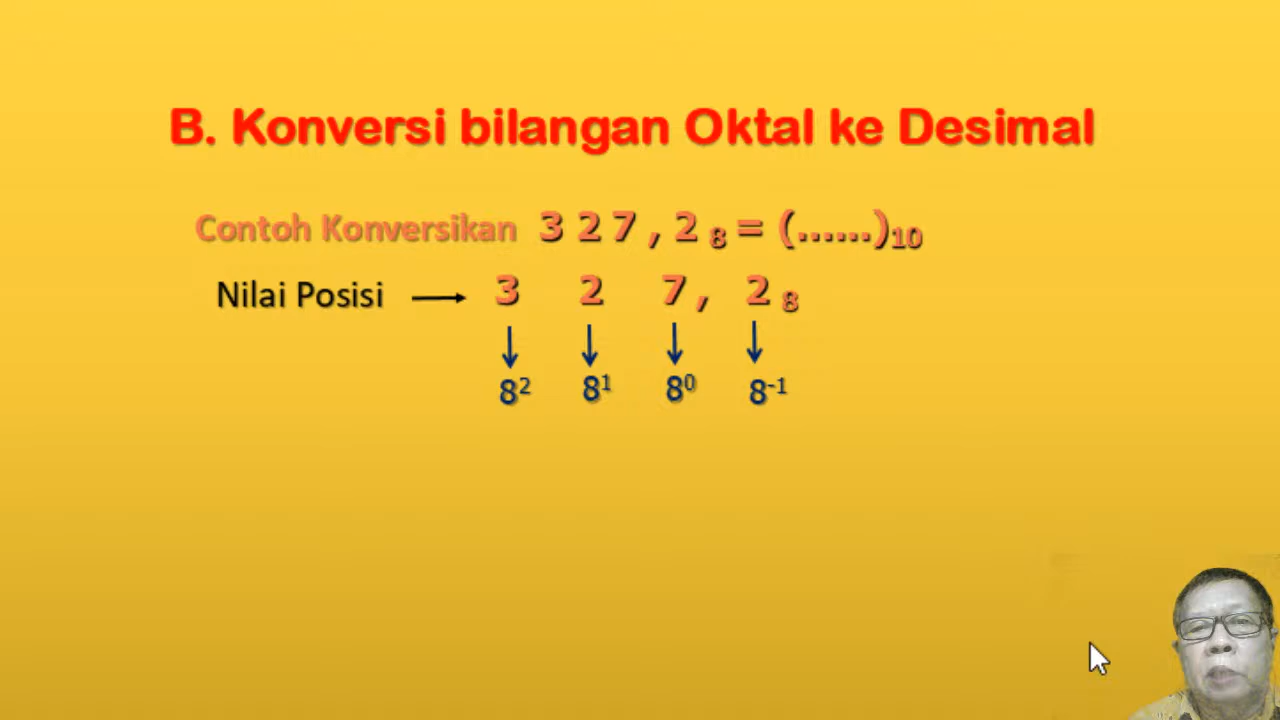 B. Konversi bilangan Oktal ke Desimal
Contoh Konversikan 3 2 7 , 2 ₈ = (......)₁₀
Nilai Posisi → 3 2 7 , 2 ₈
8² 8¹ 8⁰ 8⁻¹